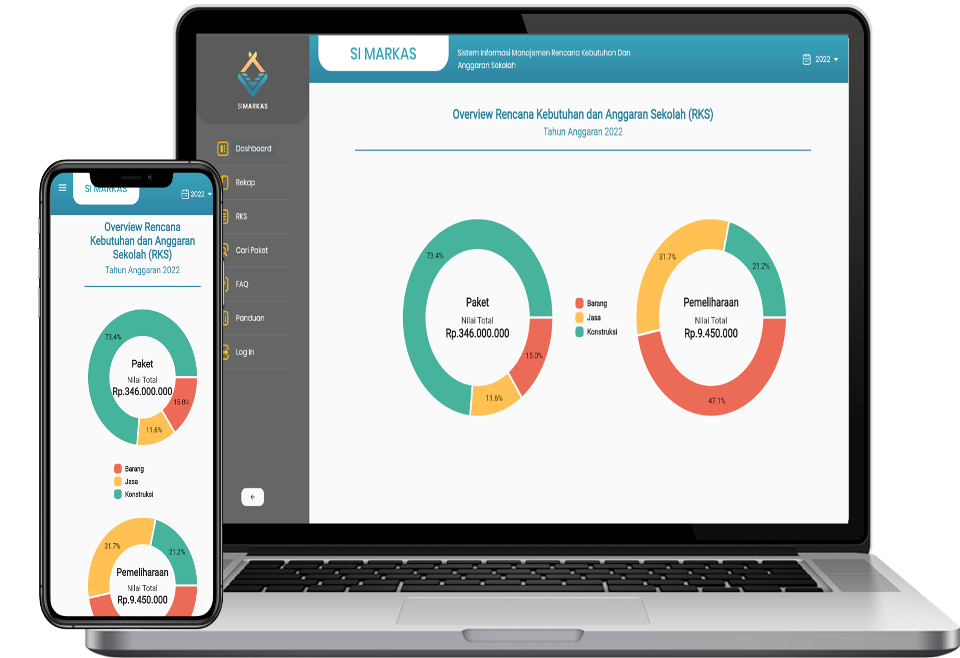 SI MARKAS
Sistem Informasi Manajemen Rencana Kebutuhan Dan
Anggaran Sekolah
2022
SIMARKAS
Dashboard
Rekap
RKS
Cari Paket
FAQ
Panduan
Log In
Overview Rencana Kebutuhan dan Anggaran Sekolah (RKS)
Tahun Anggaran 2022
73.4%
Paket
Nilai Total
Rp.346.000.000
15.0%
11.6%
Barang
Jasa
Konstruksi
31.7%
21.2%
Pemeliharaan
Nilai Total
Rp.9.450.000
47.1%
SI MARKAS
2022
Overview Rencana
Kebutuhan dan Anggaran
Sekolah (RKS)
Tahun Anggaran 2022
73.4%
Paket
Nilai Total
Rp.346.000.000
15.0%
11.6%
Barang
Jasa
Konstruksi
31.7%
21.2%
Pemeliharaan
Nilai Total
Rp.9.450.000